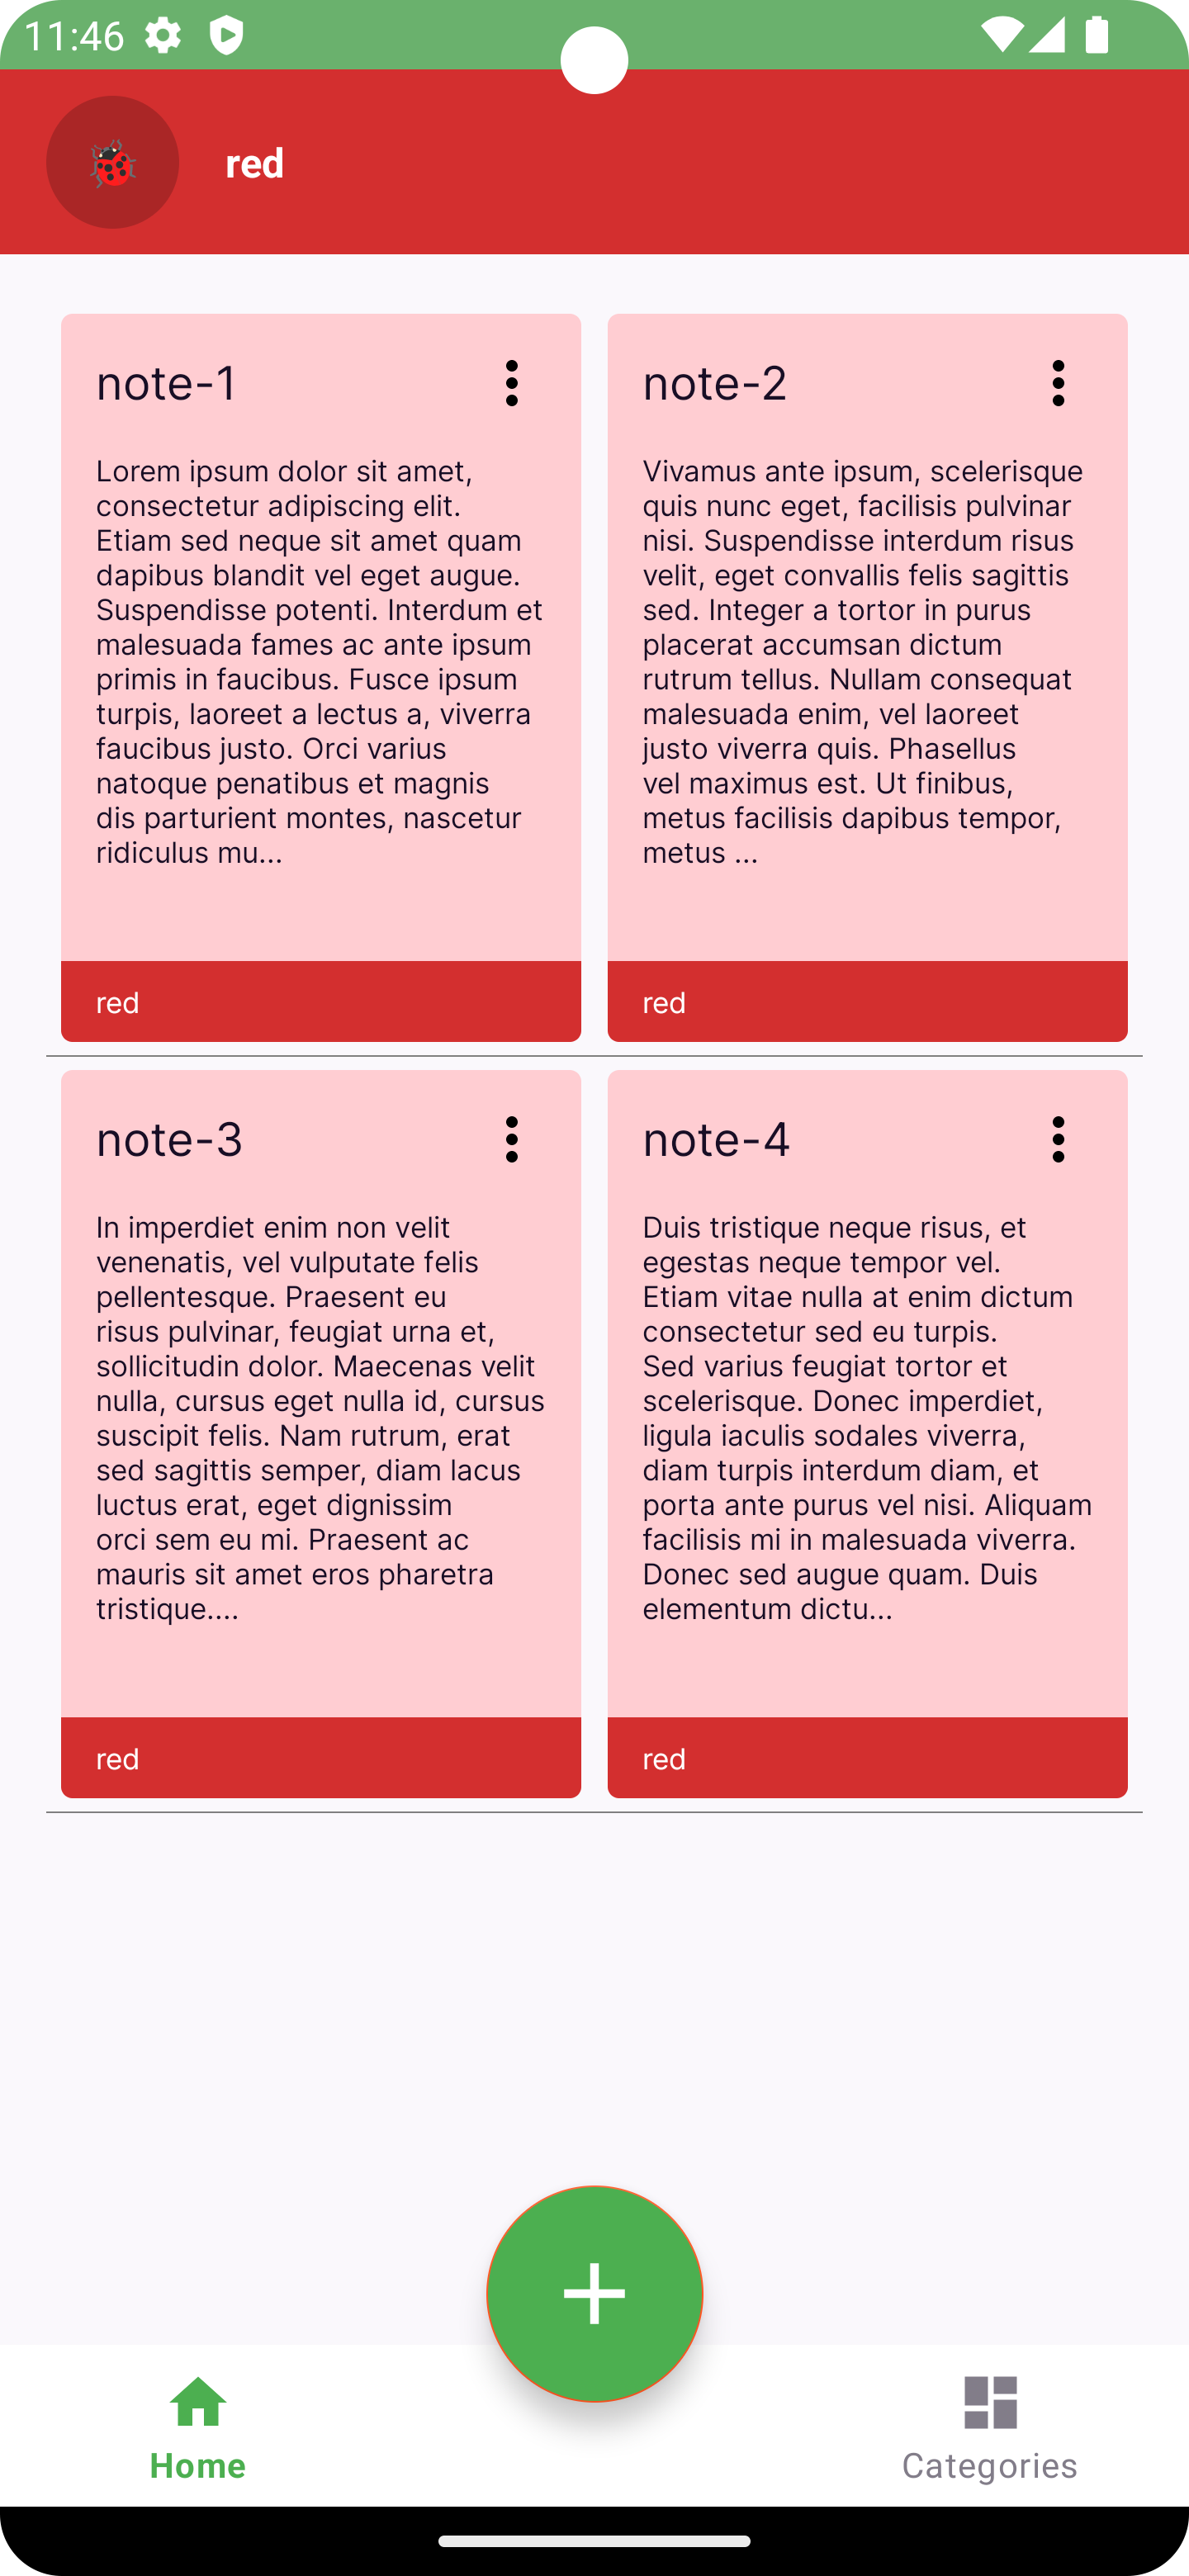 11:46
red
note-1
Lorem ipsum dolor sit amet,
consectetur adipiscing elit.
Etiam sed neque sit amet quam
dapibus blandit vel eget augue.
Suspendisse potenti. Interdum et
malesuada fames ac ante ipsum
primis in faucibus. Fusce ipsum
turpis, laoreet a lectus a, viverra
faucibus justo. Orci varius
natoque penatibus et magnis
dis parturient montes, nascetur
ridiculus mu...
red
note-2
Vivamus ante ipsum, scelerisque
quis nunc eget, facilisis pulvinar
nisi. Suspendisse interdum risus
velit, eget convallis felis sagittis
sed. Integer a tortor in purus
placerat accumsan dictum
rutrum tellus. Nullam consequat
malesuada enim, vel laoreet
justo viverra quis. Phasellus
vel maximus est. Ut finibus,
metus facilisis dapibus tempor,
metus ...
red
note-3
In imperdiet enim non velit
venenatis, vel vulputate felis
pellentesque. Praesent eu
risus pulvinar, feugiat urna et,
sollicitudin dolor. Maecenas velit
nulla, cursus eget nulla id, cursus
suscipit felis. Nam rutrum, erat
sed sagittis semper, diam lacus
luctus erat, eget dignissim
orci sem eu mi. Praesent ac
mauris sit amet eros pharetra
tristique....
red
note-4
Duis tristique neque risus, et
egestas neque tempor vel.
Etiam vitae nulla at enim dictum
consectetur sed eu turpis.
Sed varius feugiat tortor et
scelerisque. Donec imperdiet,
ligula iaculis sodales viverra,
diam turpis interdum diam, et
porta ante purus vel nisi. Aliquam
facilisis mi in malesuada viverra.
Donec sed augue quam. Duis
elementum dictu...
red
Home
Categories